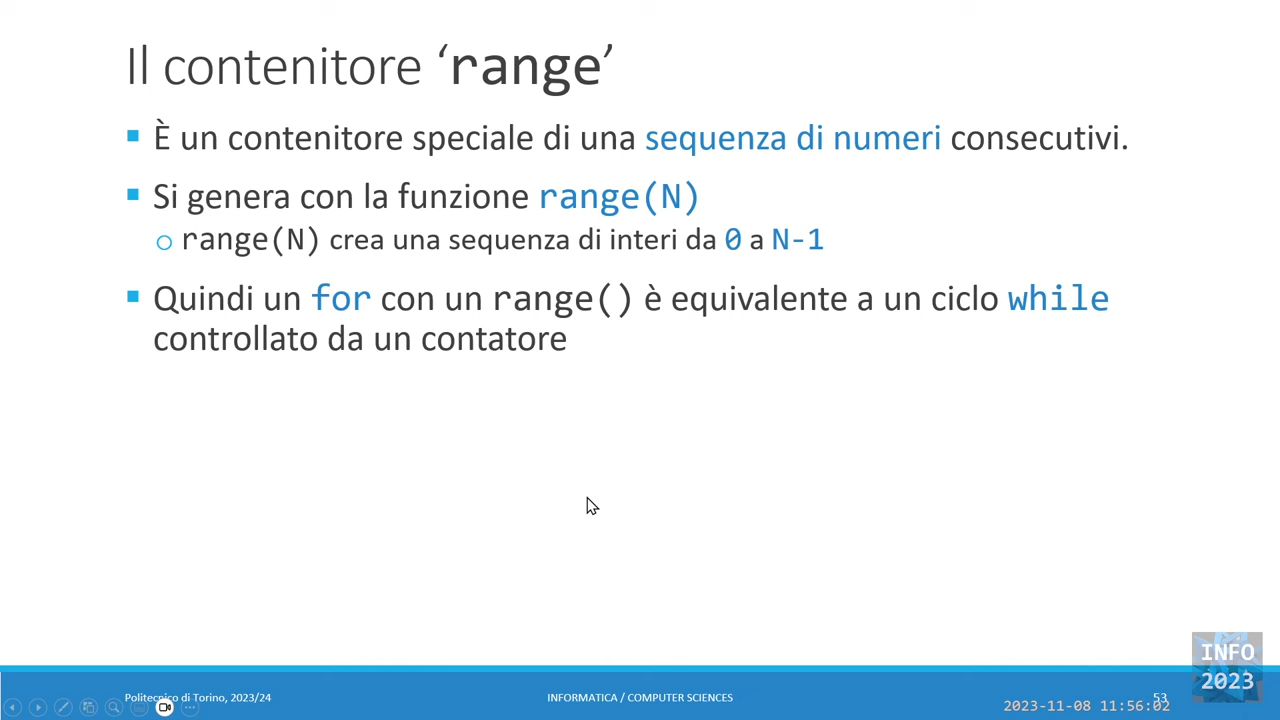 Il contenitore ‘range’
È un contenitore speciale di una sequenza di numeri consecutivi.
Si genera con la funzione range(N)
range(N) crea una sequenza di interi da 0 a N-1
Quindi un for con un range() è equivalente a un ciclo while
controllato da un contatore
INFO
2023
Politecnico di Torino, 2023/24
INFORMATICA / COMPUTER SCIENCES
53
2023-11-08 11:56:02